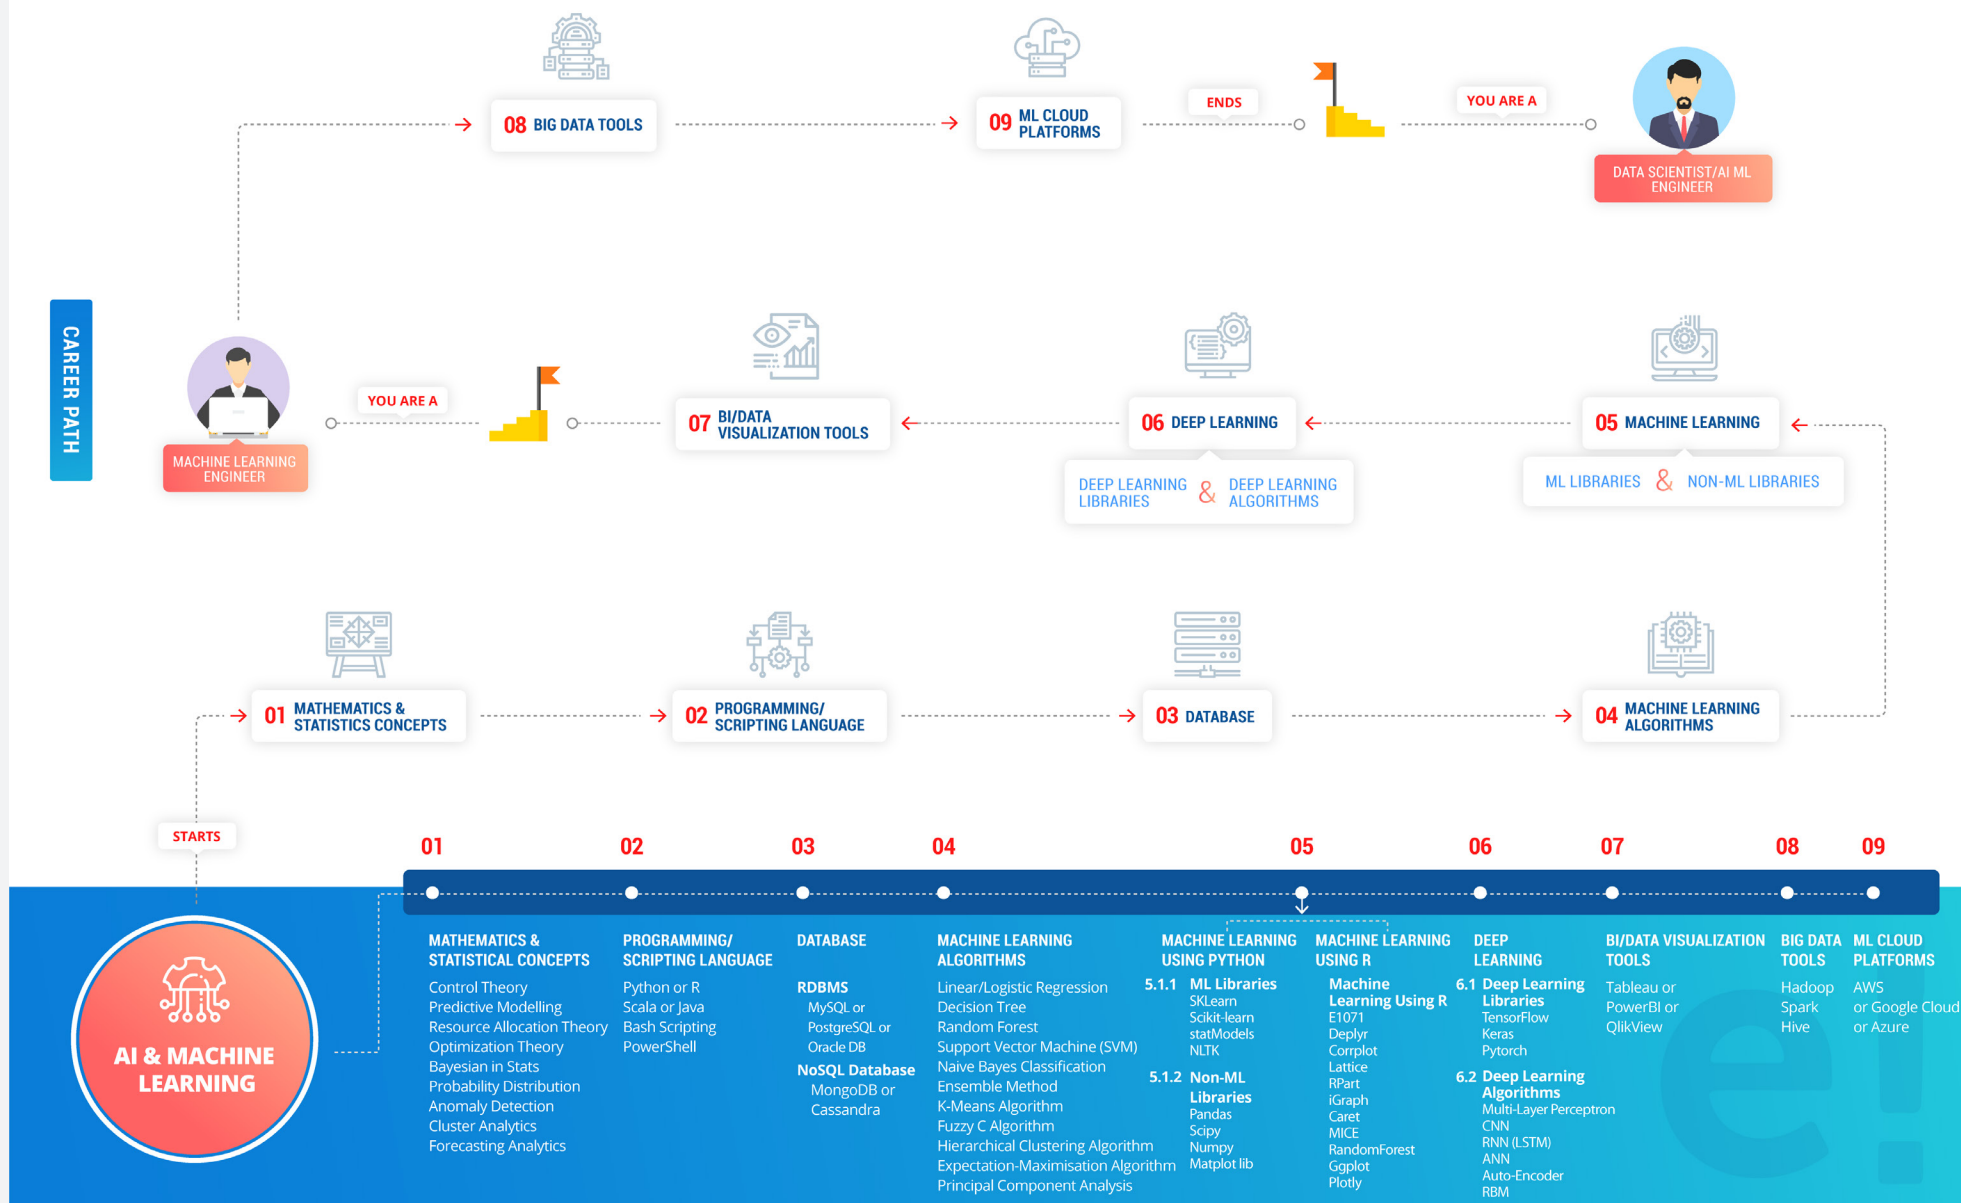 08 BIG DATA TOOLS
09 ML CLOUD
PLATFORMS
ENDS
YOU ARE A
DATA SCIENTIST/AI ML
ENGINEER
CAREER PATH
MACHINE LEARNING
ENGINEER
YOU ARE A
07 BI/DATA
VISUALIZATION TOOLS
06 DEEP LEARNING
DEEP LEARNING
LIBRARIES
&
DEEP LEARNING
ALGORITHMS
05 MACHINE LEARNING
ML LIBRARIES & NON-ML LIBRARIES
01 MATHEMATICS &
STATISTICS CONCEPTS
02 PROGRAMMING/
SCRIPTING LANGUAGE
03 DATABASE
04 MACHINE LEARNING
ALGORITHMS
STARTS
AI & MACHINE
LEARNING
01
MATHEMATICS &
STATISTICAL CONCEPTS
Control Theory
Predictive Modelling
Resource Allocation Theory
Optimization Theory
Bayesian in Stats
Probability Distribution
Anomaly Detection
Cluster Analytics
Forecasting Analytics
02
PROGRAMMING/
SCRIPTING LANGUAGE
Python or R
Scala or Java
Bash Scripting
PowerShell
03
DATABASE
RDBMS
MySQL or
PostgreSQL or
Oracle DB
NoSQL Database
MongoDB or
Cassandra
04
MACHINE LEARNING
ALGORITHMS
Linear/Logistic Regression
Decision Tree
Random Forest
Support Vector Machine (SVM)
Naive Bayes Classification
Ensemble Method
K-Means Algorithm
Fuzzy C Algorithm
Hierarchical Clustering Algorithm
Expectation-Maximisation Algorithm
Principal Component Analysis
05
MACHINE LEARNING
USING PYTHON
5.1.1 ML Libraries
SKLearn
Scikit-learn
statModels
NLTK
5.1.2 Non-ML
Libraries
Pandas
Scipy
Numpy
Matplot lib
MACHINE LEARNING
USING R
Machine
Learning Using R
E1071
Deplyr
Corrplot
Lattice
RPart
iGraph
Caret
MICE
RandomForest
Ggplot
Plotly
06
DEEP
LEARNING
6.1 Deep Learning
Libraries
TensorFlow
Keras
Pytorch
6.2 Deep Learning
Algorithms
Multi-Layer Perceptron
CNN
RNN (LSTM)
ANN
Auto-Encoder
RBM
07
BI/DATA VISUALIZATION
TOOLS
Tableau or
PowerBI or
QlikView
08
BIG DATA
TOOLS
Hadoop
Spark
Hive
09
ML CLOUD
PLATFORMS
AWS
or Google Cloud
or Azure
e!